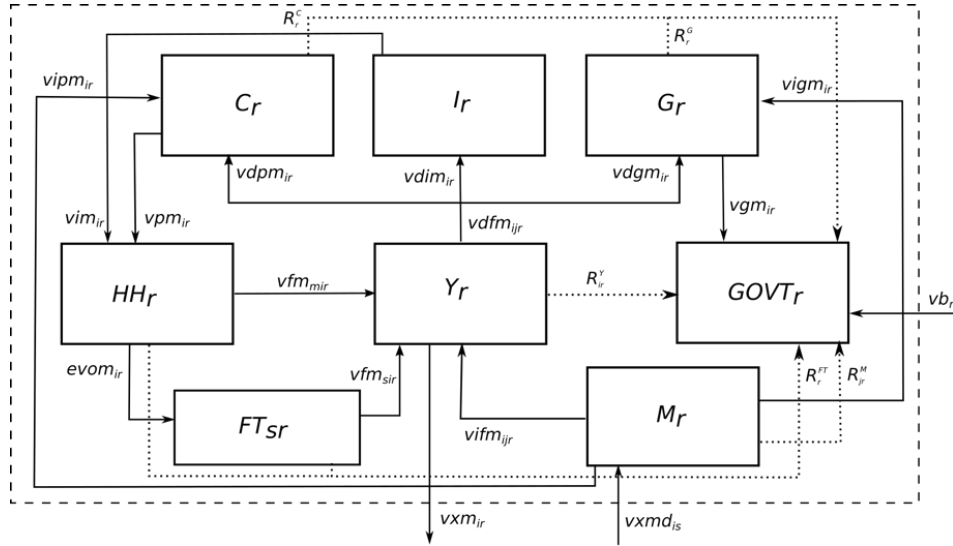 R_r^C
R_r^G
vipm_ir
C_r
I_r
G_r
vigm_ir
vdpm_ir
vdim_ir
vdgm_ir
vim_ir
vpm_ir
vdfm_ijr
vgm_ir
HH_r
vfm_mir
Y_r
R_ir^Y
GOVT_r
vb_r
evom_ir
vfm_sir
R_r^FT
R_jr^M
FT_sr
vifm_ijr
M_r
vxm_ir
vxmd_is